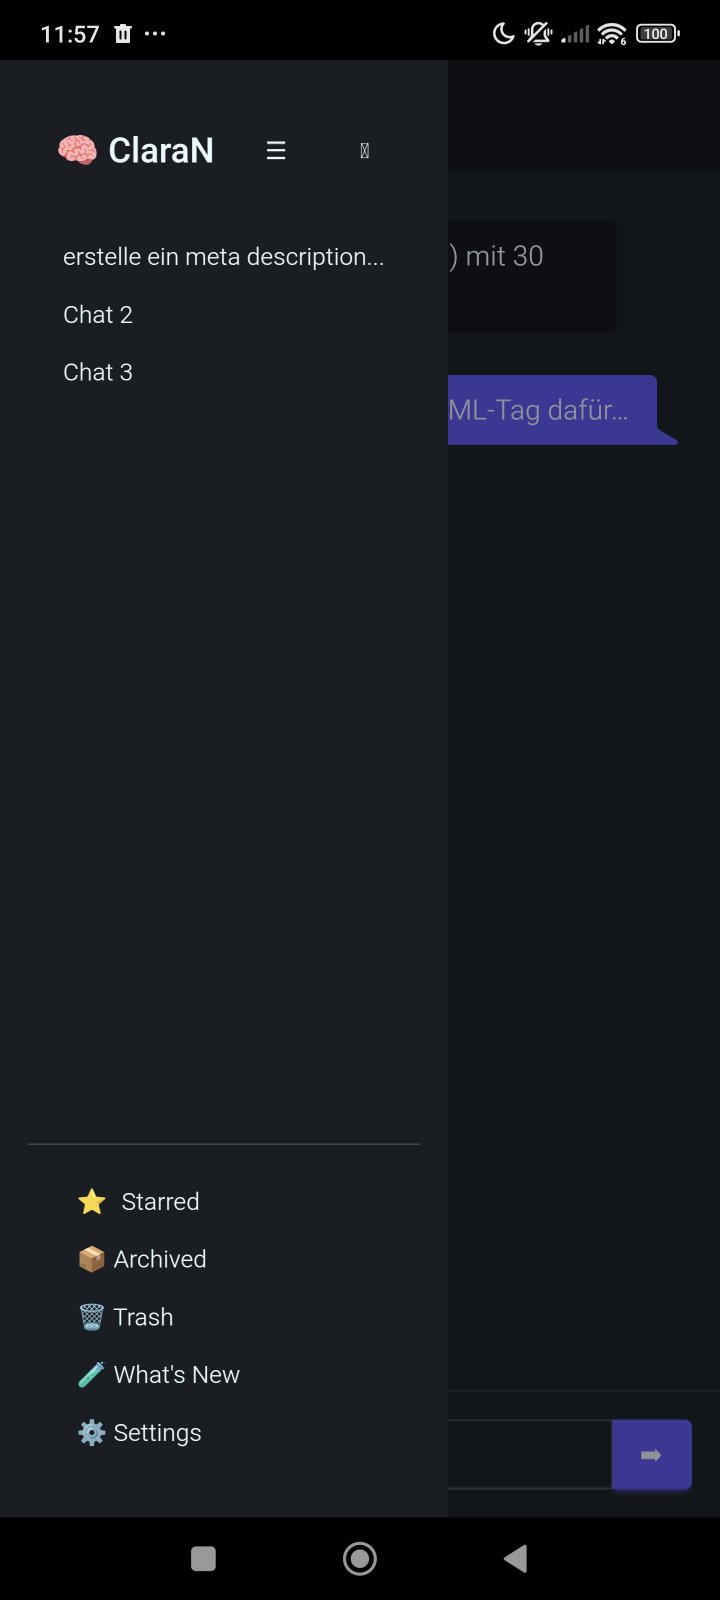 11:57
100
6
ClaraN
erstelle ein meta description...
) mit 30
Chat 2
Chat 3
ML-Tag dafür...
Starred
Archived
Trash
What's New
Settings